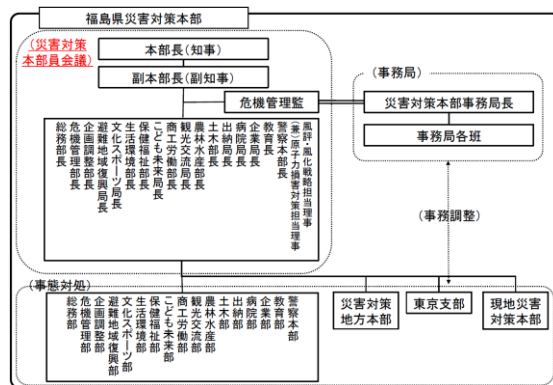 福島県災害対策本部
(災害対策
本部員会議)
本部長(知事)
副本部長(副知事)
危機管理監
(事務局)
災害対策本部事務局長
事務局各班
風評・風化戦略担当理事
(兼)原子力損害対策担当理事
警察本部長
教育長
企業局長
病院局長
出納局長
土木部長
農林水産部長
観光交流局長
商工労働部長
こども未来局長
保健福祉部長
生活環境部長
文化スポーツ局長
避難地域復興局長
企画調整部長
危機管理部長
総務部長
(事務調整)
(事態対処)
警察本部
教育部
企業部
病院部
出納部
土木部
農林水産部
観光交流部
商工労働部
こども未来部
保健福祉部
生活環境部
文化スポーツ部
避難地域復興部
企画調整部
危機管理部
総務部
災害対策
地方本部
東京支部
現地災害
対策本部